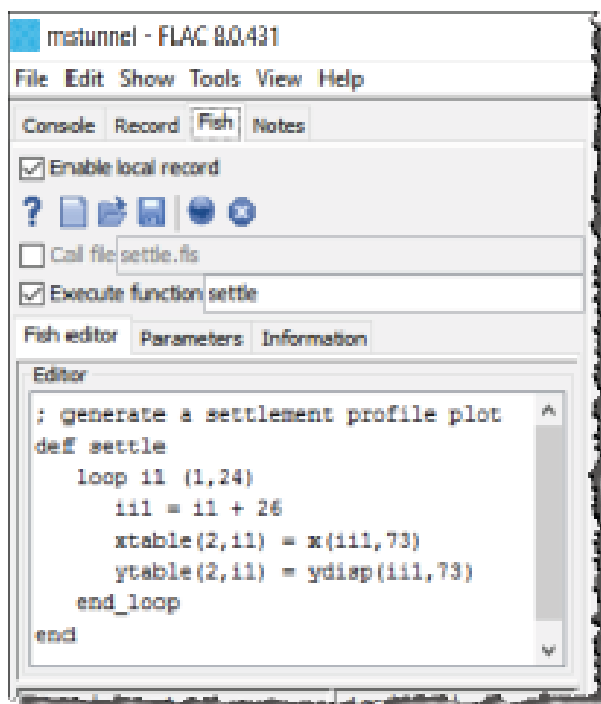 mstunnel - FLAC 8.0.431
File Edit Show Tools View Help
Console Record Fish Notes
Enable local record
?
Call file settle.fis
Execute function settle
Fish editor Parameters Information
Editor
; generate a settlement profile plot
def settle
loop i1 (1,24)
ii1 = i1 + 26
xtable(2,i1) = x(ii1,73)
ytable(2,i1) = ydisp(ii1,73)
end_loop
end